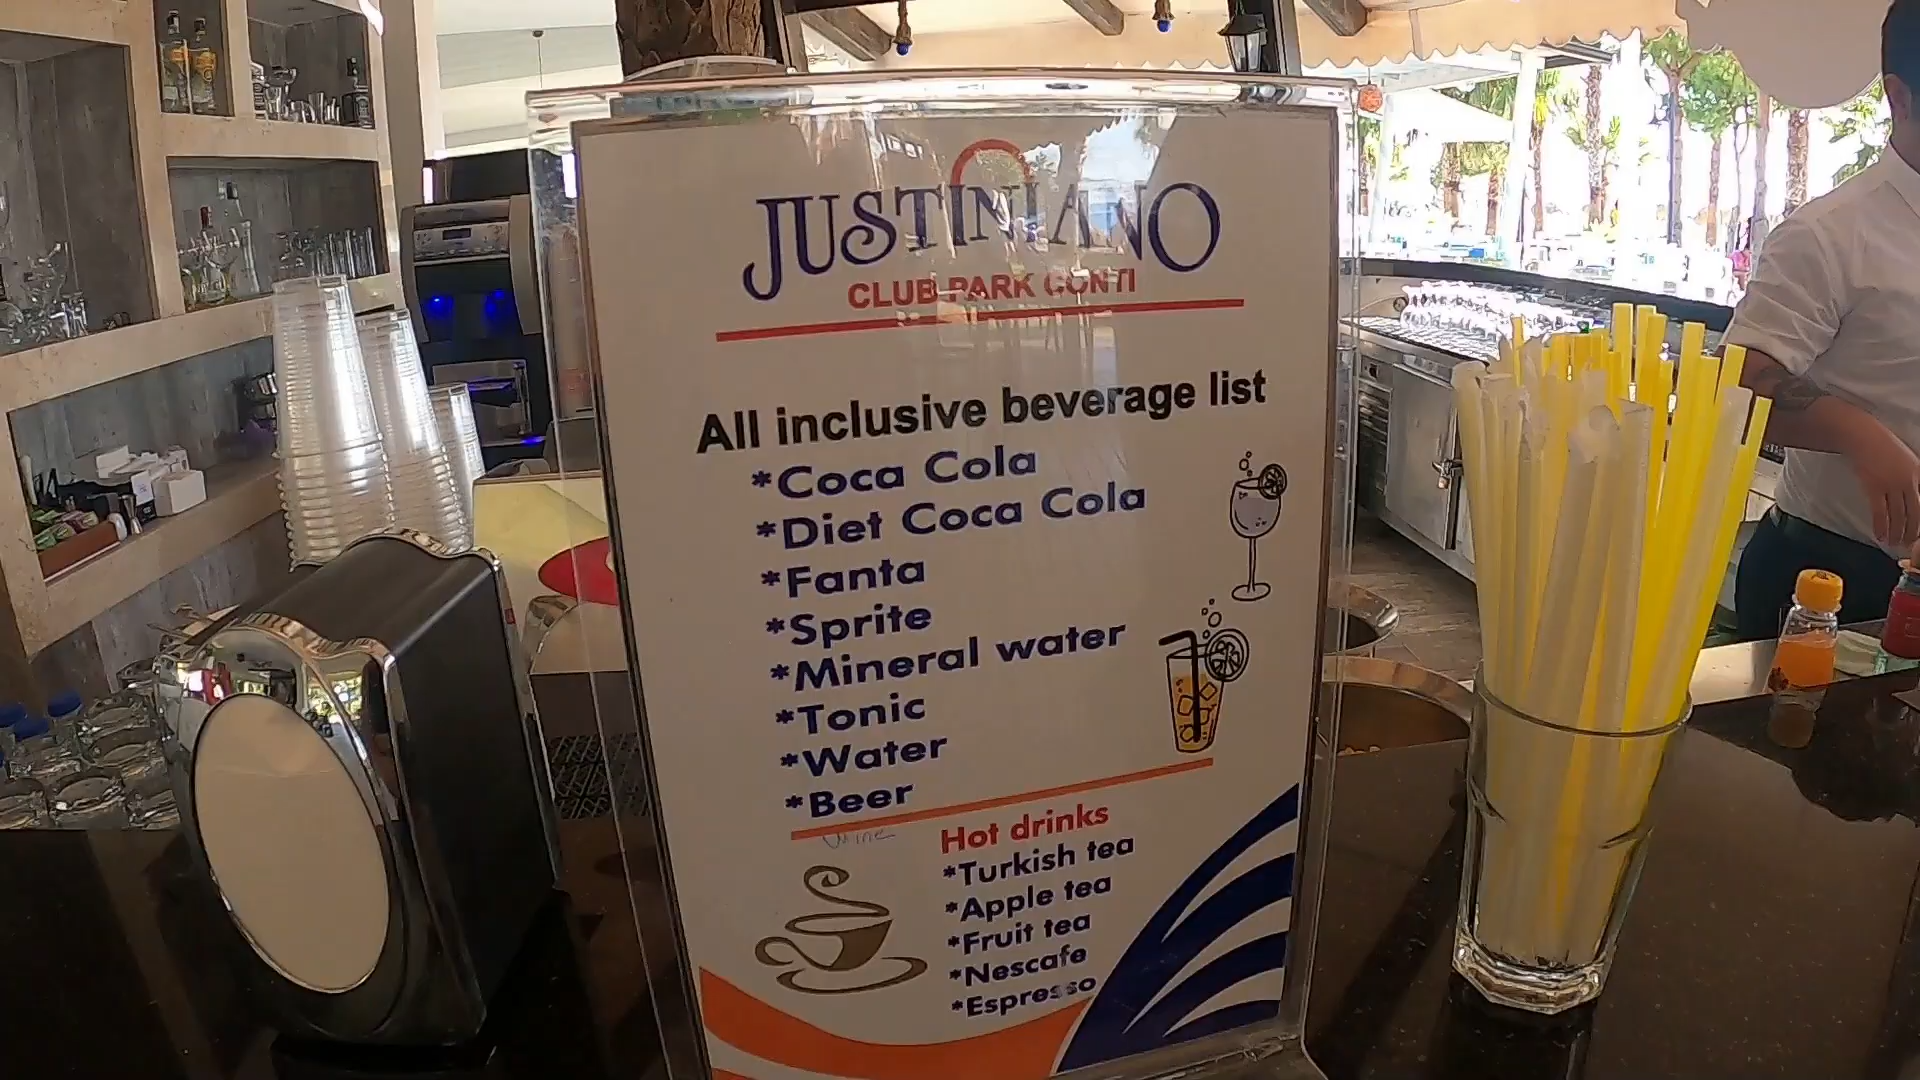 JUSTINIANO
CLUB PARK CONTI
All inclusive beverage list
*Coca Cola
*Diet Coca Cola
*Fanta
*Sprite
*Mineral water
*Tonic
*Water
*Beer
Wine
Hot drinks
*Turkish tea
*Apple tea
*Fruit tea
*Nescafe
*Espresso